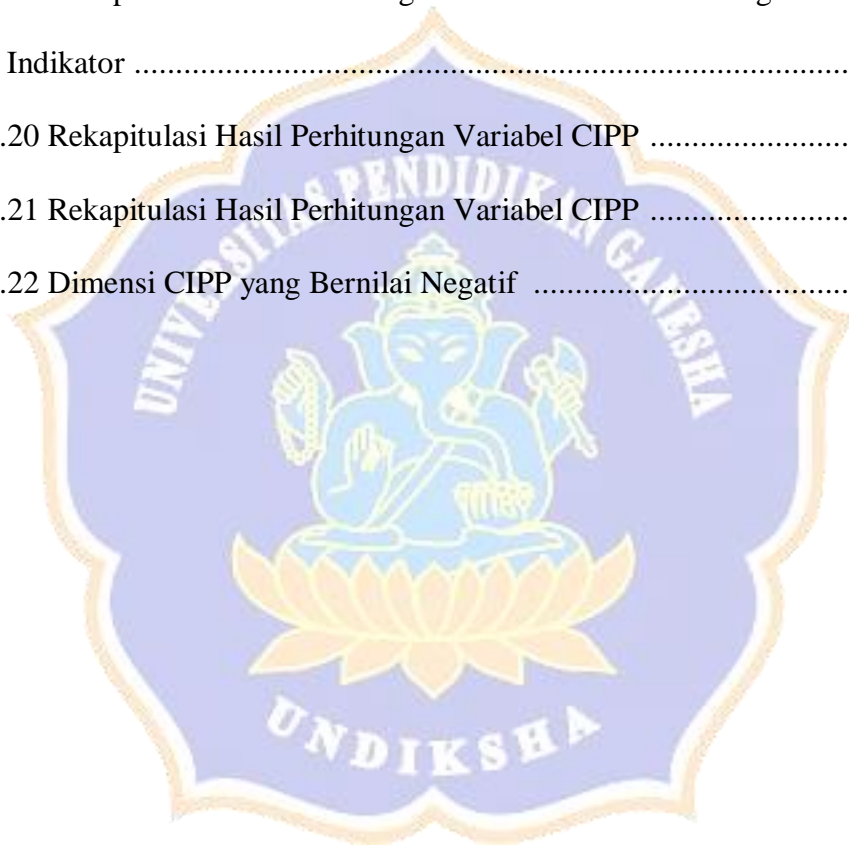 Indikator ........................................................................................
.20 Rekapitulasi Hasil Perhitungan Variabel CIPP ........................
.21 Rekapitulasi Hasil Perhitungan Variabel CIPP ........................
.22 Dimensi CIPP yang Bernilai Negatif ......................................
UNIVERSITAS PENDIDIKAN GANESHA
UNDIKSHA